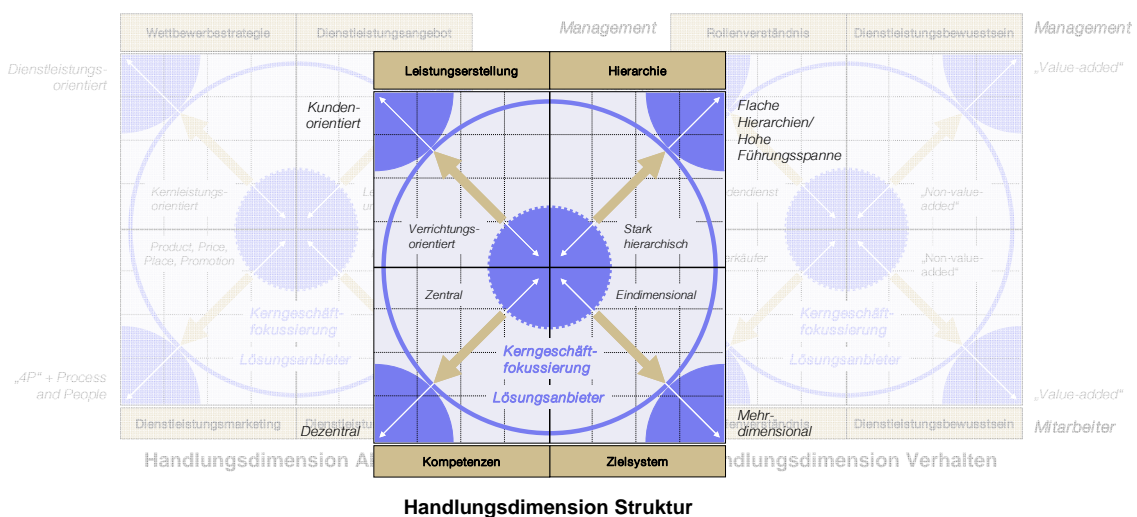 Wettbewerbsstrategie
Dienstleistungsangebot
Management
Rollenverständnis
Dienstleistungsbewusstsein
Management
Dienstleistungs-
orientiert
Leistungserstellung
Hierarchie
„Value-added“
Kunden-
orientiert
Flache
Hierarchien/
Hohe
Führungsspanne
Kernleistungs-
orientiert
„Non-value-
added“
Verrichtungs-
orientiert
Stark
hierarchisch
Product, Price,
Place, Promotion
„Non-value-
added“
Zentral
Eindimensional
Kerngeschäft-
fokussierung
Lösungsanbieter
Kerngeschäft-
fokussierung
Lösungsanbieter
Kerngeschäft-
fokussierung
Lösungsanbieter
„4P“ + Process
and People
„Value-added“
Dezentral
Mehr-
dimensional
Dienstleistungsmarketing
Dienstleistungsbewusstsein
Mitarbeiter
Kompetenzen
Zielsystem
Handlungsdimension
Verhalten
Handlungsdimension Struktur